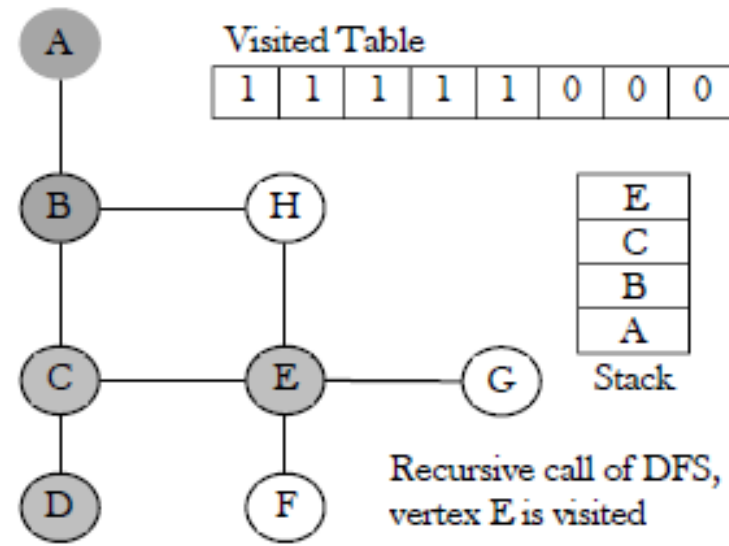 A
Visited Table
1 1 1 1 1 0 0 0
B
H
E
C
B
A
Stack
C
E
G
D
F
Recursive call of DFS,
vertex E is visited